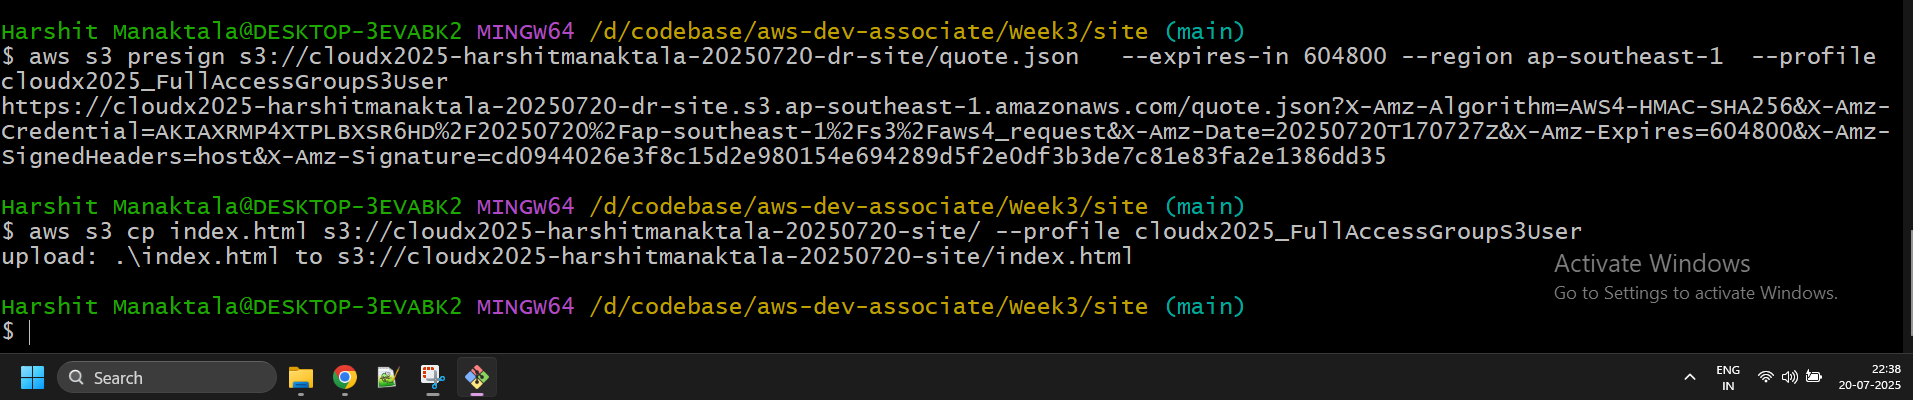 Harshit Manaktala@DESKTOP-3EVABK2 MINGW64 /d/codebase/aws-dev-associate/Week3/site (main)
$ aws s3 presign s3://cloudx2025-harshitmanaktala-20250720-dr-site/quote.json   --expires-in 604800 --region ap-southeast-1  --profile
cloudx2025_FullAccessGroupS3User
https://cloudx2025-harshitmanaktala-20250720-dr-site.s3.ap-southeast-1.amazonaws.com/quote.json?X-Amz-Algorithm=AWS4-HMAC-SHA256&X-Amz-
Credential=AKIAXRMP4XTPLBXSR6HD%2F20250720%2Fap-southeast-1%2Fs3%2Faws4_request&X-Amz-Date=20250720T170727Z&X-Amz-Expires=604800&X-Amz-
SignedHeaders=host&X-Amz-Signature=cd0944026e3f8c15d2e980154e694289d5f2e0df3b3de7c81e83fa2e1386dd35
Harshit Manaktala@DESKTOP-3EVABK2 MINGW64 /d/codebase/aws-dev-associate/Week3/site (main)
$ aws s3 cp index.html s3://cloudx2025-harshitmanaktala-20250720-site/ --profile cloudx2025_FullAccessGroupS3User
upload: .\index.html to s3://cloudx2025-harshitmanaktala-20250720-site/index.html
Activate Windows
Go to Settings to activate Windows.
Harshit Manaktala@DESKTOP-3EVABK2 MINGW64 /d/codebase/aws-dev-associate/Week3/site (main)
$
Search
ENG
IN
22:38
20-07-2025